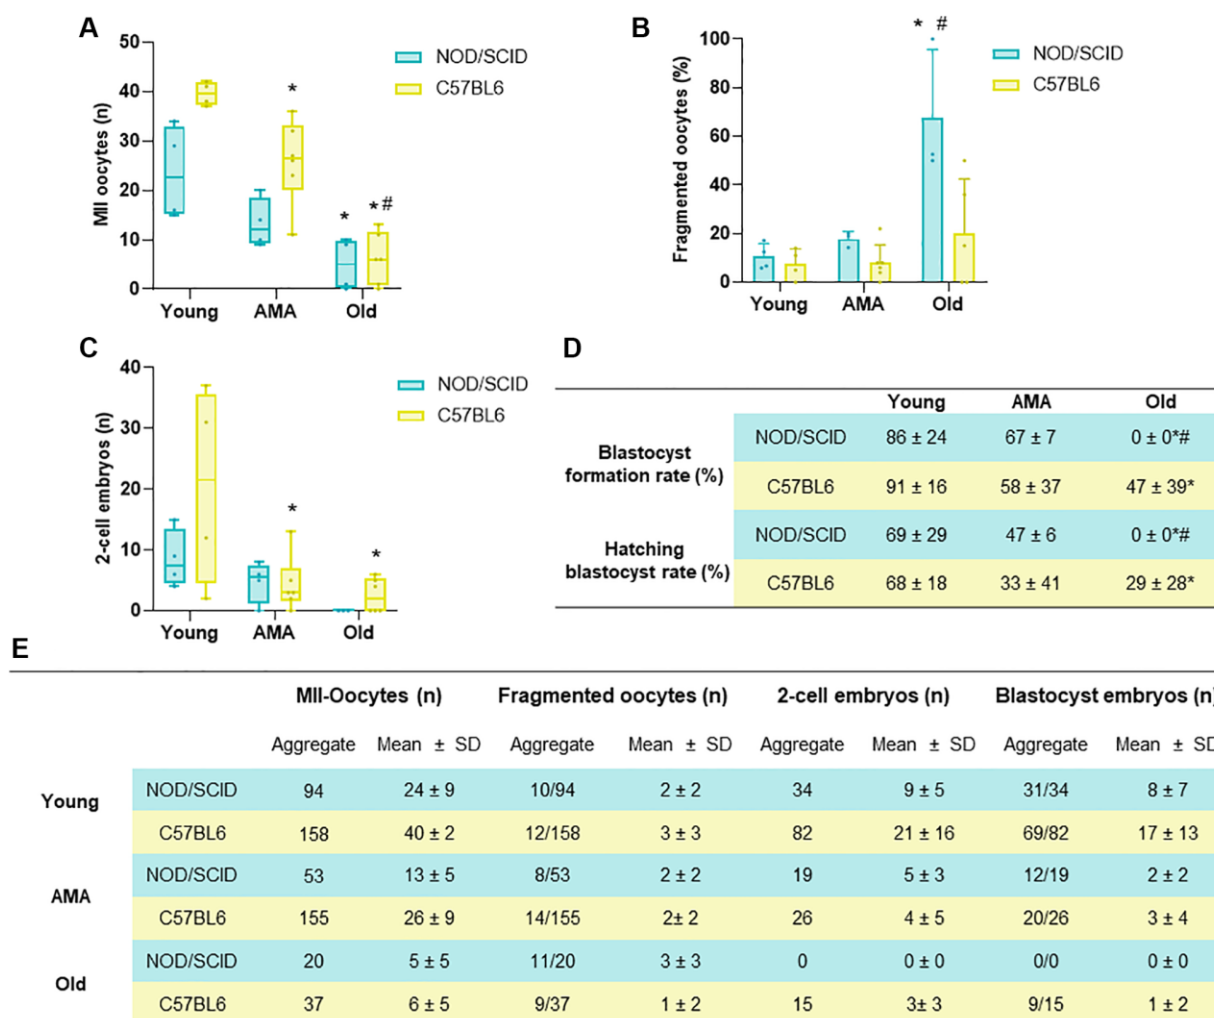 A
MII oocytes (n)
50
40
30
20
10
0
NOD/SCID
C57BL6
*
*
* #
Young AMA Old
B
Fragmented oocytes (%)
100
80
60
40
20
0
* #
NOD/SCID
C57BL6
Young AMA Old
C
2-cell embryos (n)
40
30
20
10
0
NOD/SCID
C57BL6
*
*
Young AMA Old
D
Young AMA Old
Blastocyst formation rate (%)
NOD/SCID 86 ± 24 67 ± 7 0 ± 0*#
C57BL6 91 ± 16 58 ± 37 47 ± 39*
Hatching blastocyst rate (%)
NOD/SCID 69 ± 29 47 ± 6 0 ± 0*#
C57BL6 68 ± 18 33 ± 41 29 ± 28*
E
MII-Oocytes (n) Fragmented oocytes (n) 2-cell embryos (n) Blastocyst embryos (n)
Aggregate Mean ± SD Aggregate Mean ± SD Aggregate Mean ± SD Aggregate Mean ± SD
Young
NOD/SCID 94 24 ± 9 10/94 2 ± 2 34 9 ± 5 31/34 8 ± 7
C57BL6 158 40 ± 2 12/158 3 ± 3 82 21 ± 16 69/82 17 ± 13
AMA
NOD/SCID 53 13 ± 5 8/53 2 ± 2 19 5 ± 3 12/19 2 ± 2
C57BL6 155 26 ± 9 14/155 2± 2 26 4 ± 5 20/26 3 ± 4
Old
NOD/SCID 20 5 ± 5 11/20 3 ± 3 0 0 ± 0 0/0 0 ± 0
C57BL6 37 6 ± 5 9/37 1 ± 2 15 3± 3 9/15 1 ± 2